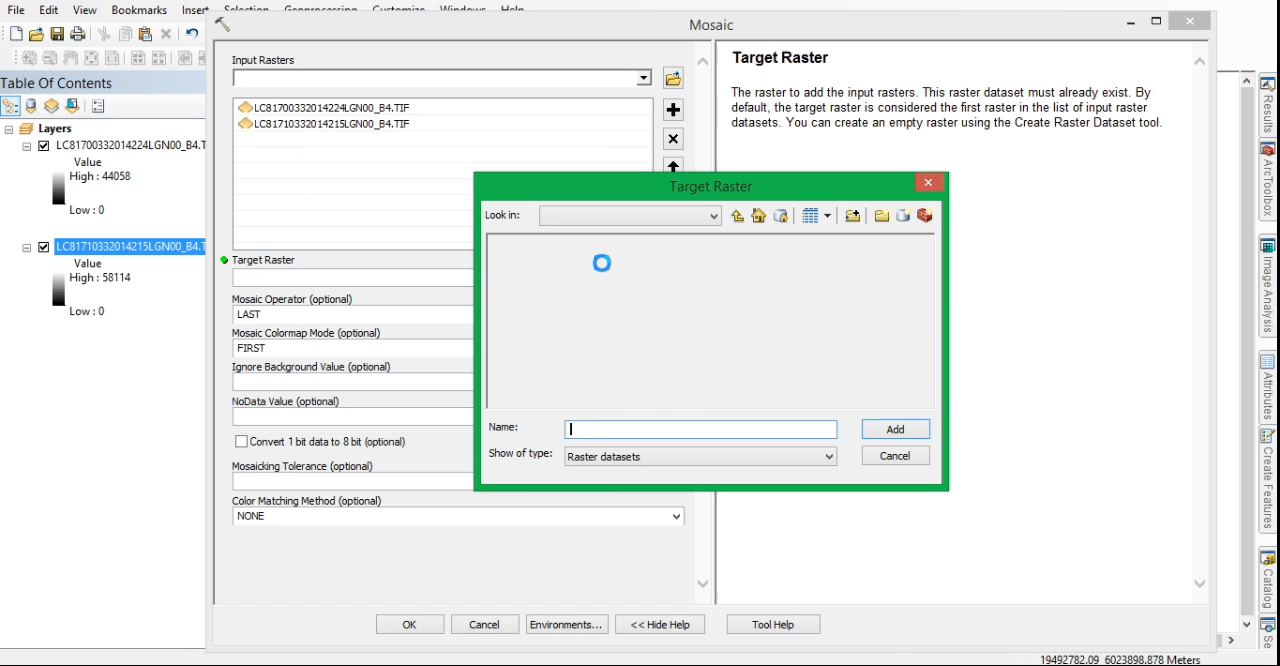 File Edit View Bookmarks Insert Selection Geoprocessing Customize Windows Help
Mosaic
Table Of Contents
Layers
LC81700332014224LGN00_B4.T
Value
High : 44058
Low : 0
LC81710332014215LGN00_B4.T
Value
High : 58114
Low : 0
Input Rasters
LC81700332014224LGN00_B4.TIF
LC81710332014215LGN00_B4.TIF
Target Raster
Mosaic Operator (optional)
LAST
Mosaic Colormap Mode (optional)
FIRST
Ignore Background Value (optional)
NoData Value (optional)
Convert 1 bit data to 8 bit (optional)
Mosaicking Tolerance (optional)
Color Matching Method (optional)
NONE
OK Cancel Environments... << Hide Help Tool Help
Target Raster
The raster to add the input rasters. This raster dataset must already exist. By
default, the target raster is considered the first raster in the list of input raster
datasets. You can create an empty raster using the Create Raster Dataset tool.
Target Raster
Look in:
Name:
Add
Show of type: Raster datasets
Cancel
Results
ArcToolbox
Image Analysis
Attributes
Create Features
Catalog
Se
19492782.09 6023898.878 Meters